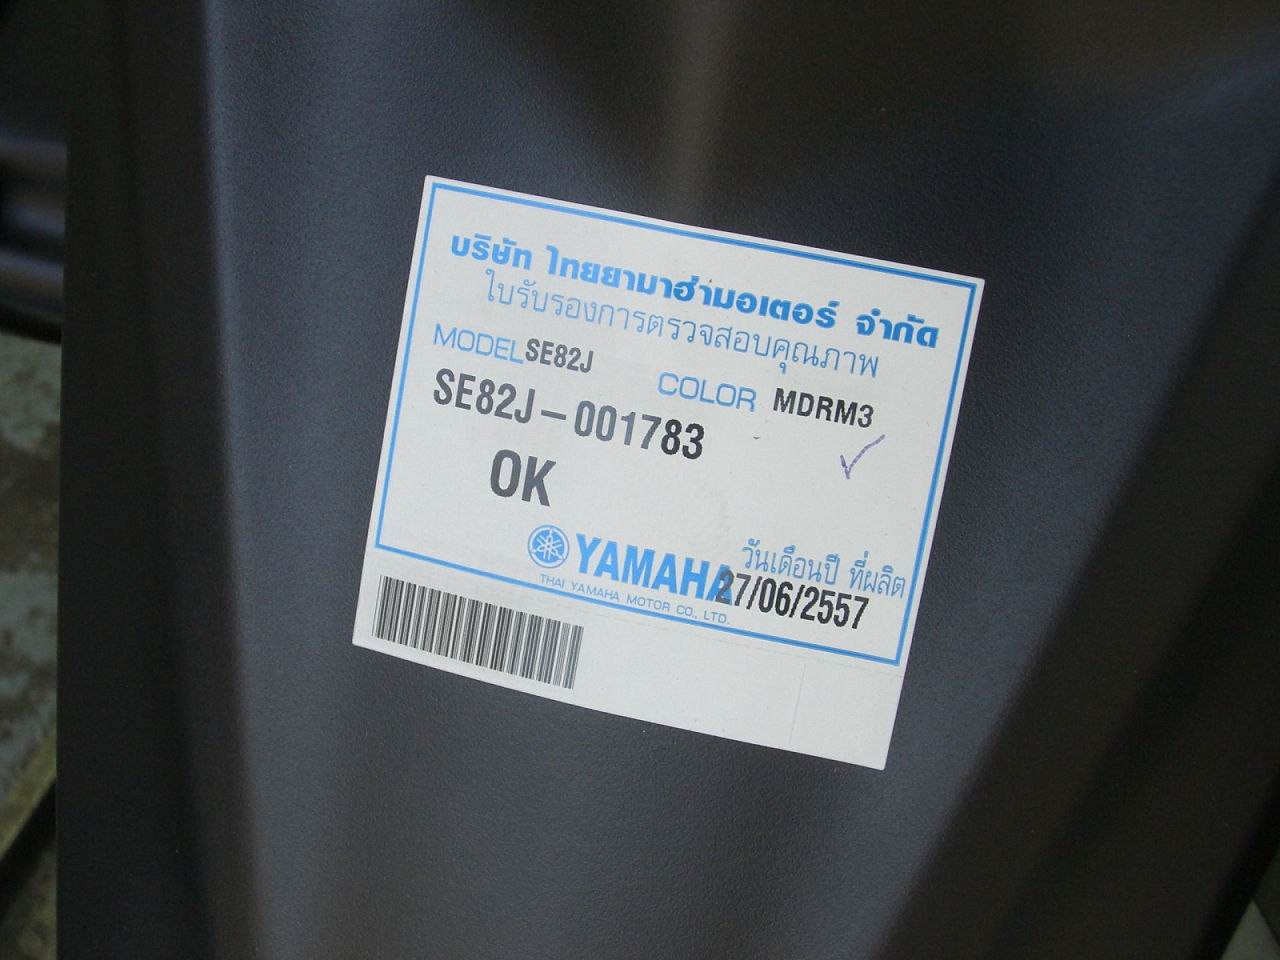 บริษัท ไทยยามาฮ่ามอเตอร์ จำกัด
ใบรับรองการตรวจสอบคุณภาพ
MODEL SE82J COLOR MDRM3
SE82J-001783
OK
YAMAHA วันเดือนปี ที่ผลิต
THAI YAMAHA MOTOR CO., LTD. 27/06/2557